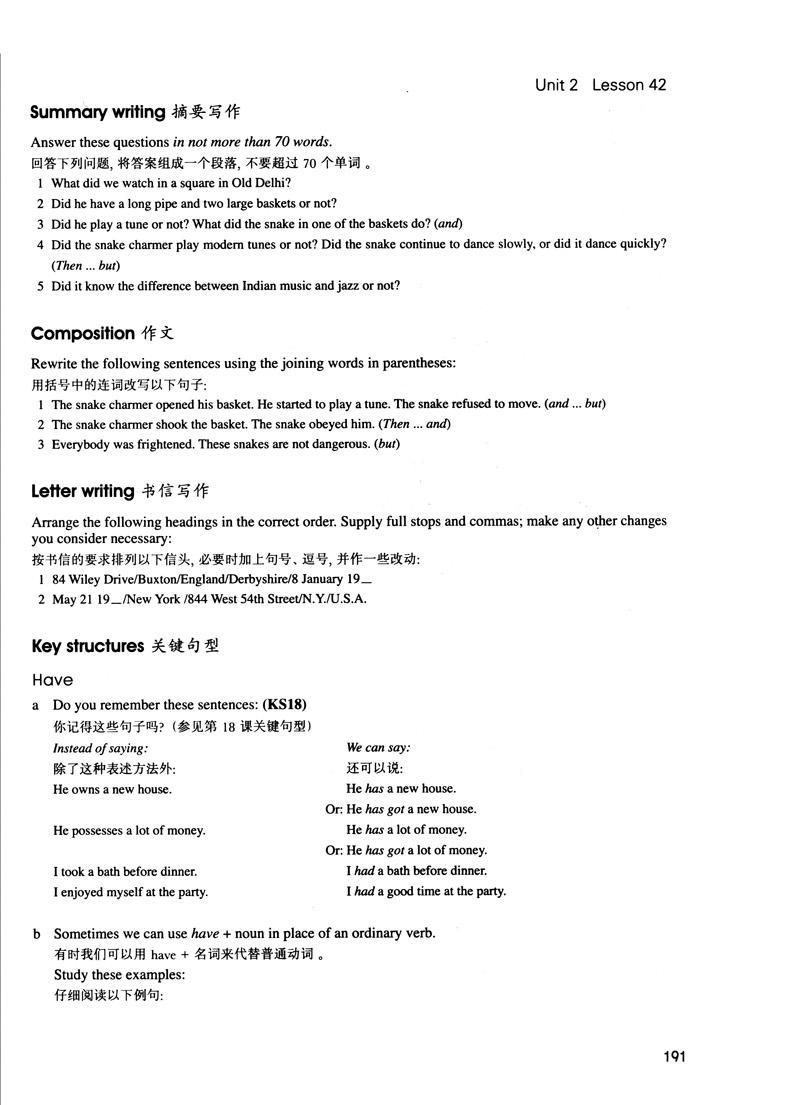 Unit 2 Lesson 42
Summary writing 摘要写作
Answer these questions in not more than 70 words.
回答下列问题, 将答案组成一个段落, 不要超过 70 个单词 。
1 What did we watch in a square in Old Delhi?
2 Did he have a long pipe and two large baskets or not?
3 Did he play a tune or not? What did the snake in one of the baskets do? (and)
4 Did the snake charmer play modern tunes or not? Did the snake continue to dance slowly, or did it dance quickly?
(Then ... but)
5 Did it know the difference between Indian music and jazz or not?
Composition 作文
Rewrite the following sentences using the joining words in parentheses:
用括号中的连词改写以下句子:
1 The snake charmer opened his basket. He started to play a tune. The snake refused to move. (and ... but)
2 The snake charmer shook the basket. The snake obeyed him. (Then ... and)
3 Everybody was frightened. These snakes are not dangerous. (but)
Letter writing 书信写作
Arrange the following headings in the correct order. Supply full stops and commas; make any other changes
you consider necessary:
按书信的要求排列以下信头, 必要时加上句号、逗号, 并作一些改动:
1 84 Wiley Drive/Buxton/England/Derbyshire/8 January 19__
2 May 21 19__/New York /844 West 54th Street/N.Y./U.S.A.
Key structures 关键句型
Have
a Do you remember these sentences: (KS18)
你记得这些句子吗? (参见第 18 课关键句型)
Instead of saying: We can say:
除了这种表述方法外: 还可以说:
He owns a new house. He has a new house.
Or: He has got a new house.
He possesses a lot of money. He has a lot of money.
Or: He has got a lot of money.
I took a bath before dinner. I had a bath before dinner.
I enjoyed myself at the party. I had a good time at the party.
b Sometimes we can use have + noun in place of an ordinary verb.
有时我们可以用 have + 名词来代替普通动词 。
Study these examples:
仔细阅读以下例句:
191